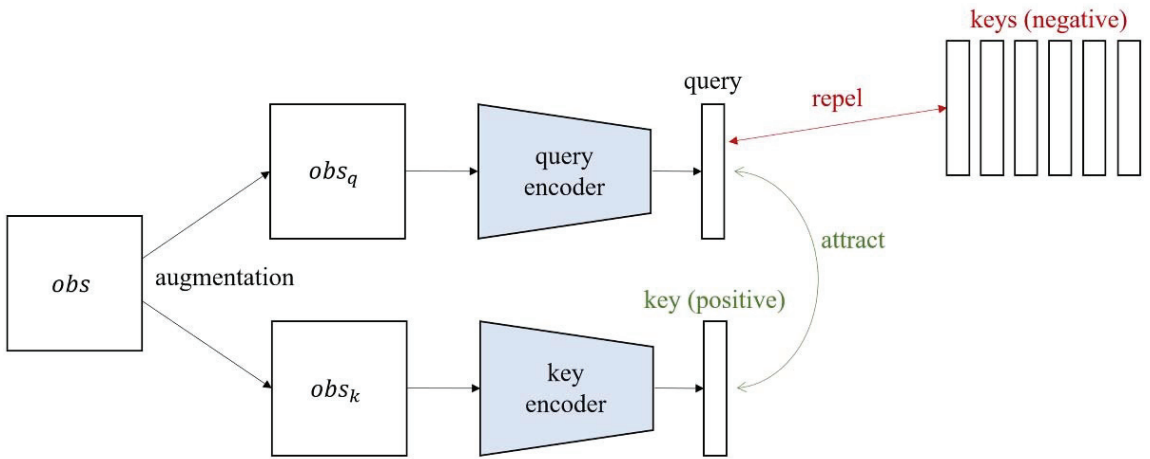 keys (negative)
query
repel
obs_q
query
encoder
attract
obs
augmentation
key (positive)
obs_k
key
encoder